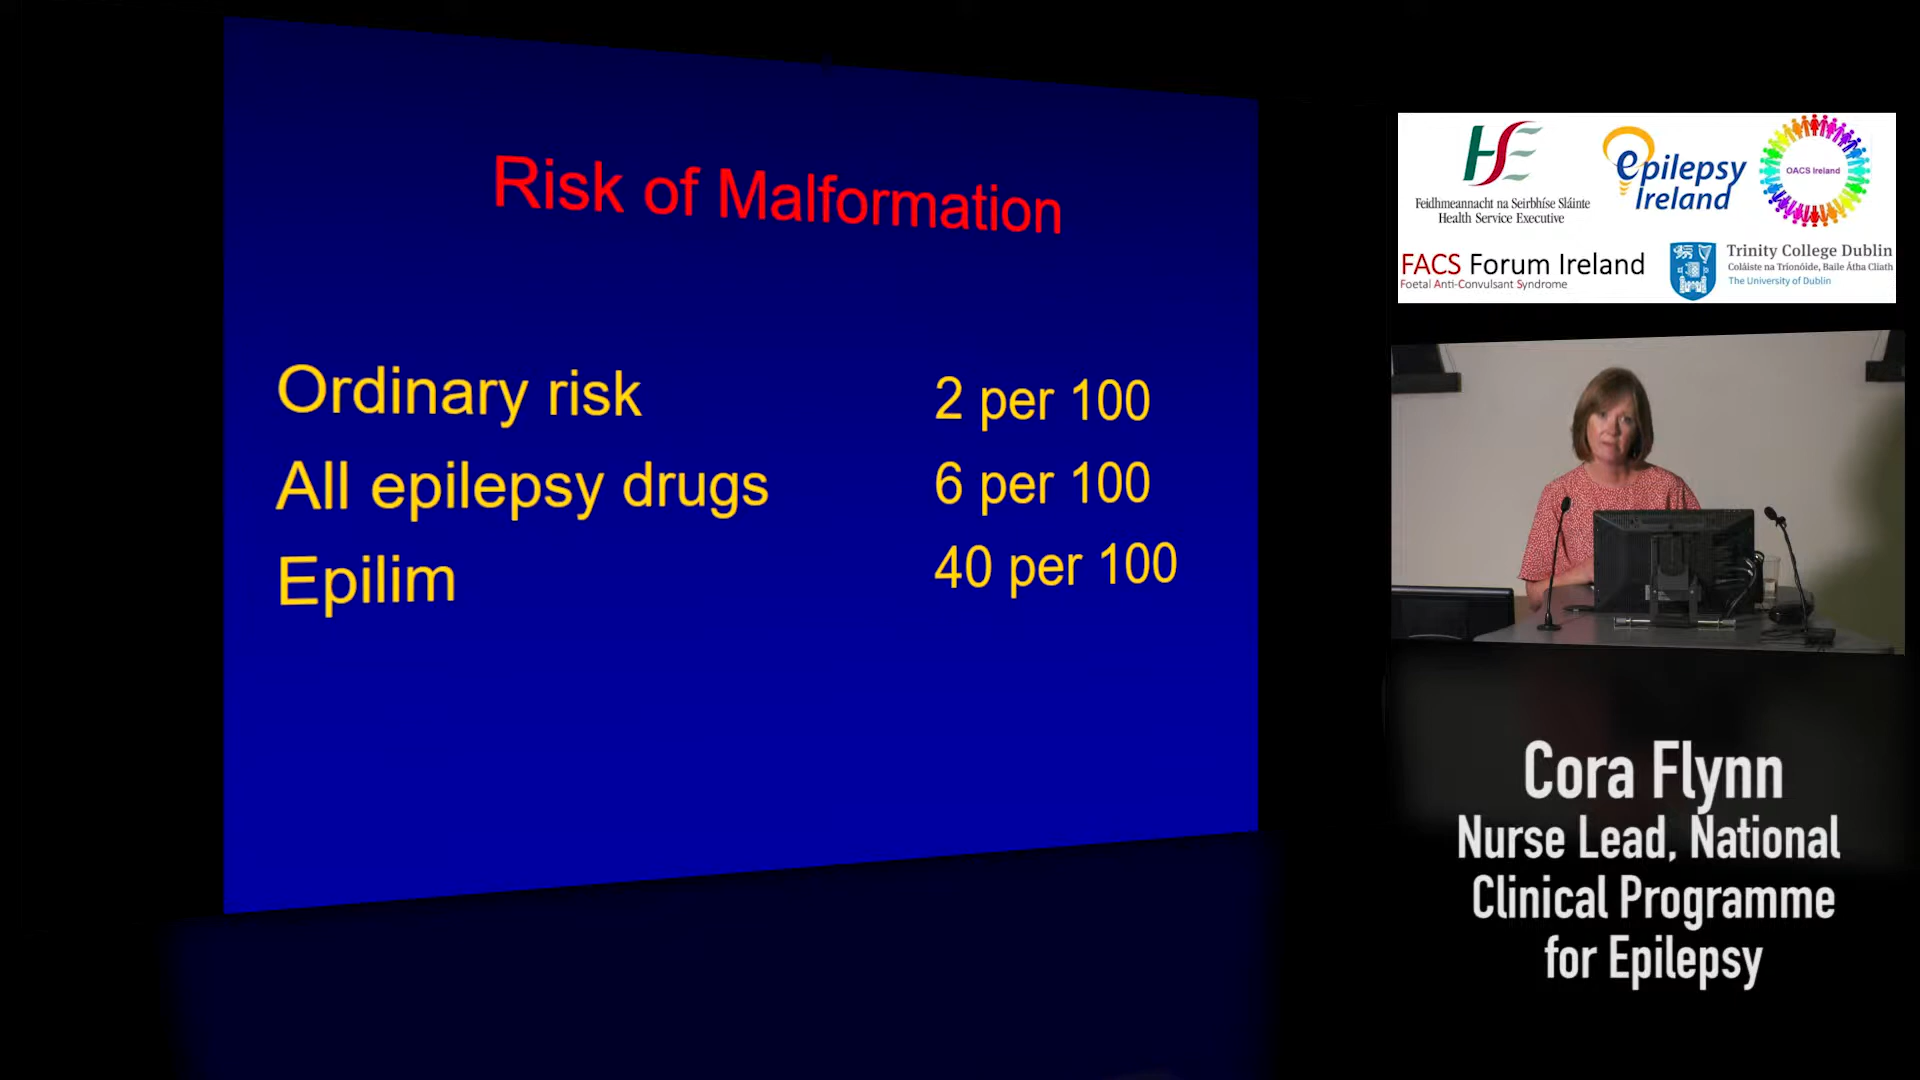 Risk of Malformation
Ordinary risk 2 per 100
All epilepsy drugs 6 per 100
Epilim 40 per 100
HSE
Feidhmeannacht na Seirbhíse Sláinte
Health Service Executive
Epilepsy
Ireland
OACS Ireland
FACS Forum Ireland
Foetal Anti-Convulsant Syndrome
Trinity College Dublin
Coláiste na Tríonóide, Baile Átha Cliath
The University of Dublin
Cora Flynn
Nurse Lead, National
Clinical Programme
for Epilepsy